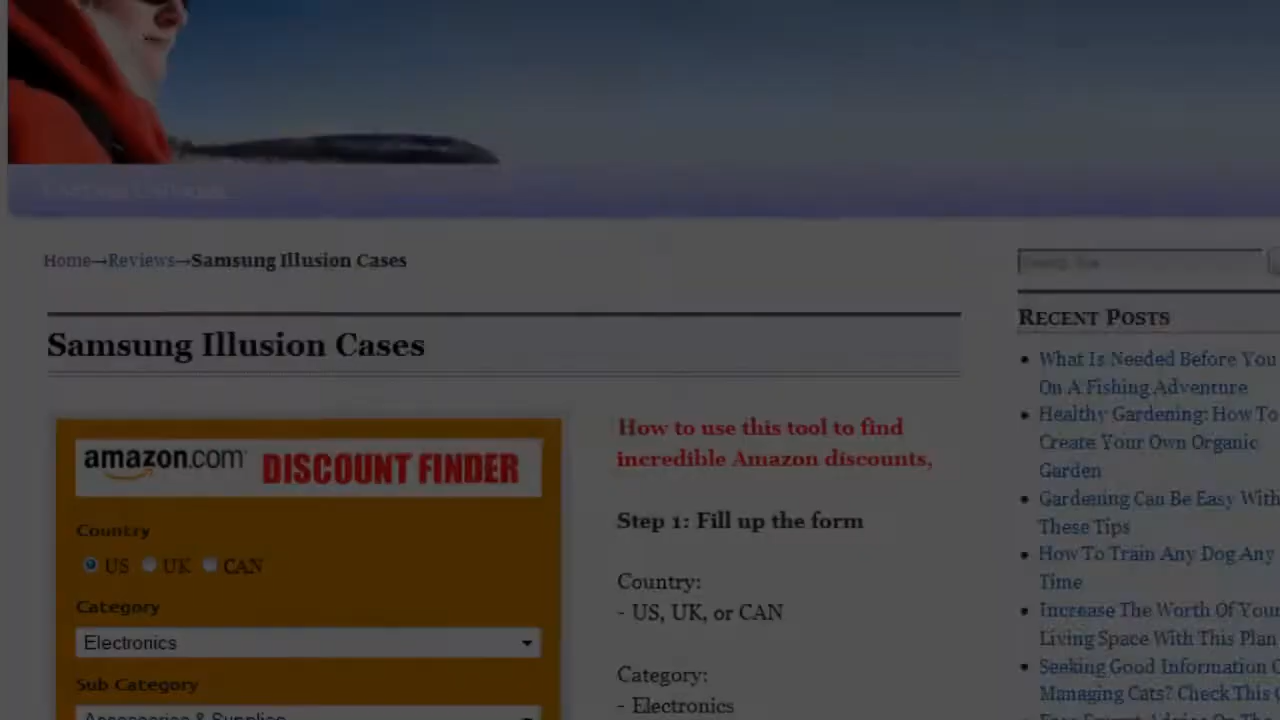 Home→Reviews→Samsung Illusion Cases
Samsung Illusion Cases
amazon.com DISCOUNT FINDER
Country
US UK CAN
Category
Electronics
Sub Category
Accessories & Supplies
How to use this tool to find
incredible Amazon discounts,
Step 1: Fill up the form
Country:
- US, UK, or CAN
Category:
- Electronics
RECENT POSTS
What Is Needed Before You
On A Fishing Adventure
Healthy Gardening: How To
Create Your Own Organic
Garden
Gardening Can Be Easy With
These Tips
How To Train Any Dog Any
Time
Increase The Worth Of Your
Living Space With This Plan
Seeking Good Information
Managing Cats? Check This